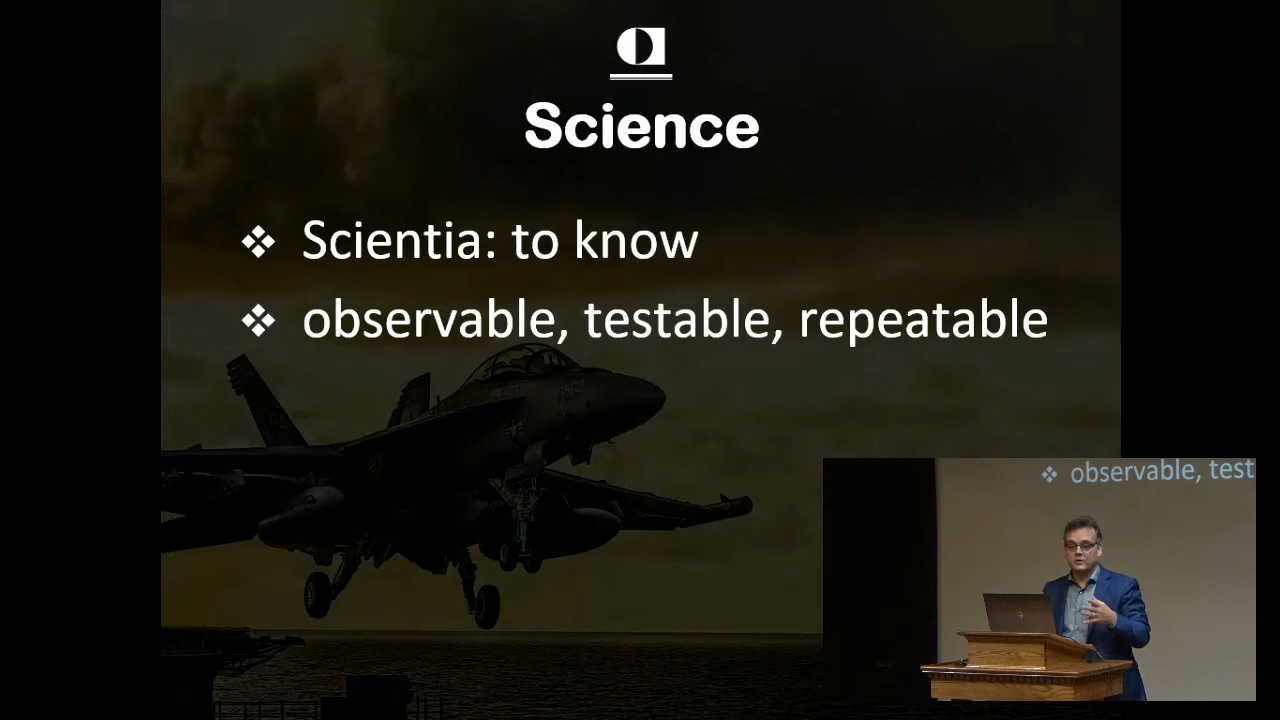 Science
❖ Scientia: to know
❖ observable, testable, repeatable
❖ observable, test